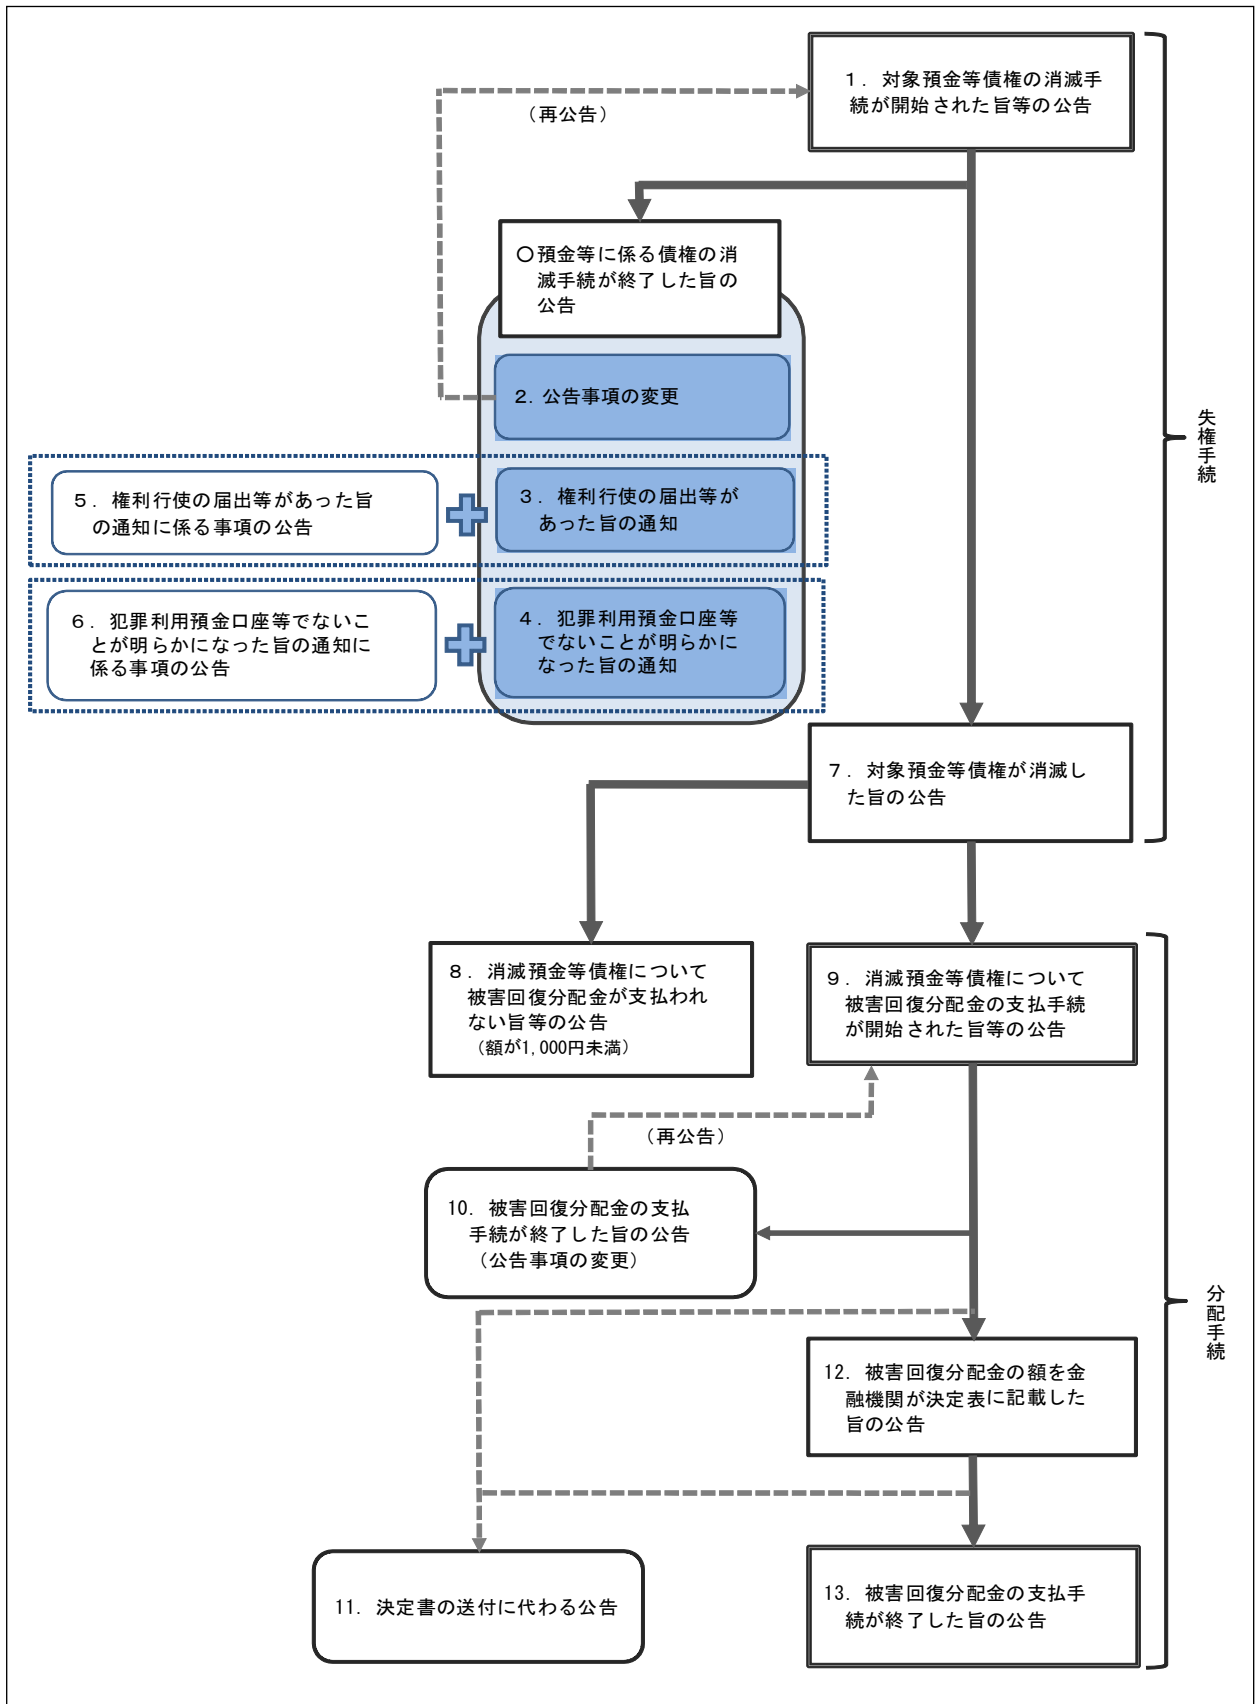 １．対象預金等債権の消滅手
続が開始された旨等の公告
（再公告）
〇預金等に係る債権の消
滅手続が終了した旨の
公告
２．公告事項の変更
５．権利行使の届出等があった旨
の通知に係る事項の公告
３．権利行使の届出等が
あった旨の通知
６．犯罪利用預金口座等でないこ
とが明らかになった旨の通知に
係る事項の公告
４．犯罪利用預金口座等
でないことが明らかに
なった旨の通知
失権手続
７．対象預金等債権が消滅し
た旨の公告
８．消滅預金等債権について
被害回復分配金が支払われ
ない旨等の公告
（額が1,000円未満）
９．消滅預金等債権について
被害回復分配金の支払手続
が開始された旨等の公告
（再公告）
10．被害回復分配金の支払
手続が終了した旨の公告
（公告事項の変更）
分配手続
12．被害回復分配金の額を金
融機関が決定表に記載した
旨の公告
11．決定書の送付に代わる公告
13．被害回復分配金の支払手
続が終了した旨の公告